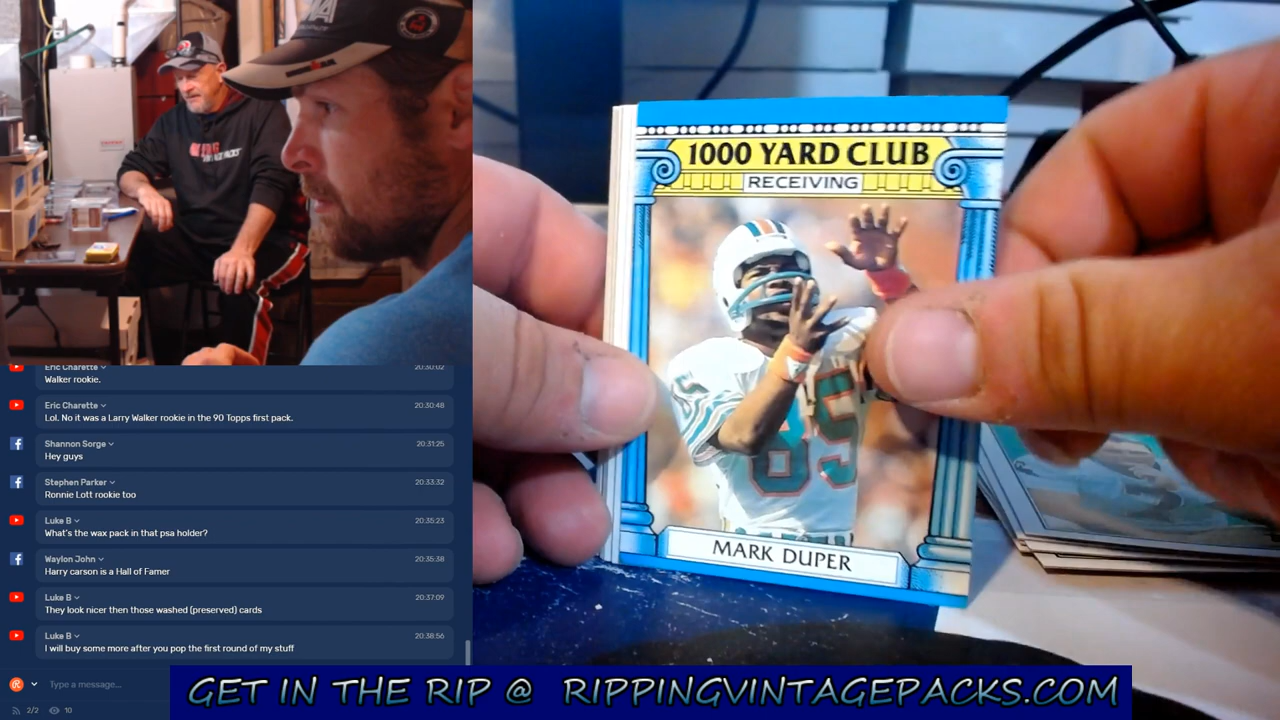 Eric Charette
20:30:02
Walker rookie.
Eric Charette
20:30:48
Lol. No it was a Larry Walker rookie in the 90 Topps first pack.
Shannon Sorge
20:31:25
Hey guys
Stephen Parker
20:33:32
Ronnie Lott rookie too
Luke B
20:35:23
What's the wax pack in that psa holder?
Waylon John
20:35:38
Harry carson is a Hall of Famer
Luke B
20:37:09
They look nicer then those washed (preserved) cards
Luke B
20:38:56
I will buy some more after you pop the first round of my stuff
Type a message...
2/2
10
1000 YARD CLUB
RECEIVING
85
MARK DUPER
GET IN THE RIP @ RIPPINGVINTAGEPACKS.COM